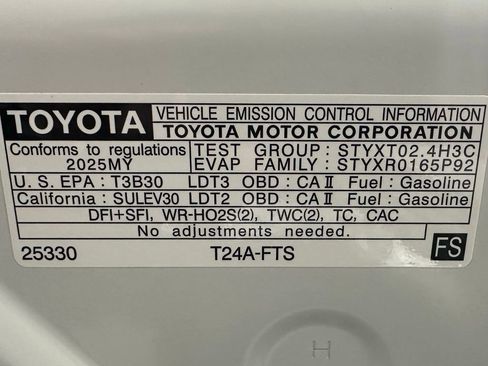 TOYOTA VEHICLE EMISSION CONTROL INFORMATION
TOYOTA MOTOR CORPORATION
Conforms to regulations TEST GROUP : STYXT02.4H3C
2025MY EVAP FAMILY : STYXR0165P92
U. S. EPA : T3B30 LDT3 OBD : CA II Fuel : Gasoline
California : SULEV30 LDT2 OBD : CA II Fuel : Gasoline
DFI+SFI, WR-HO2S(2), TWC(2), TC, CAC
No adjustments needed.
25330 T24A-FTS FS
H